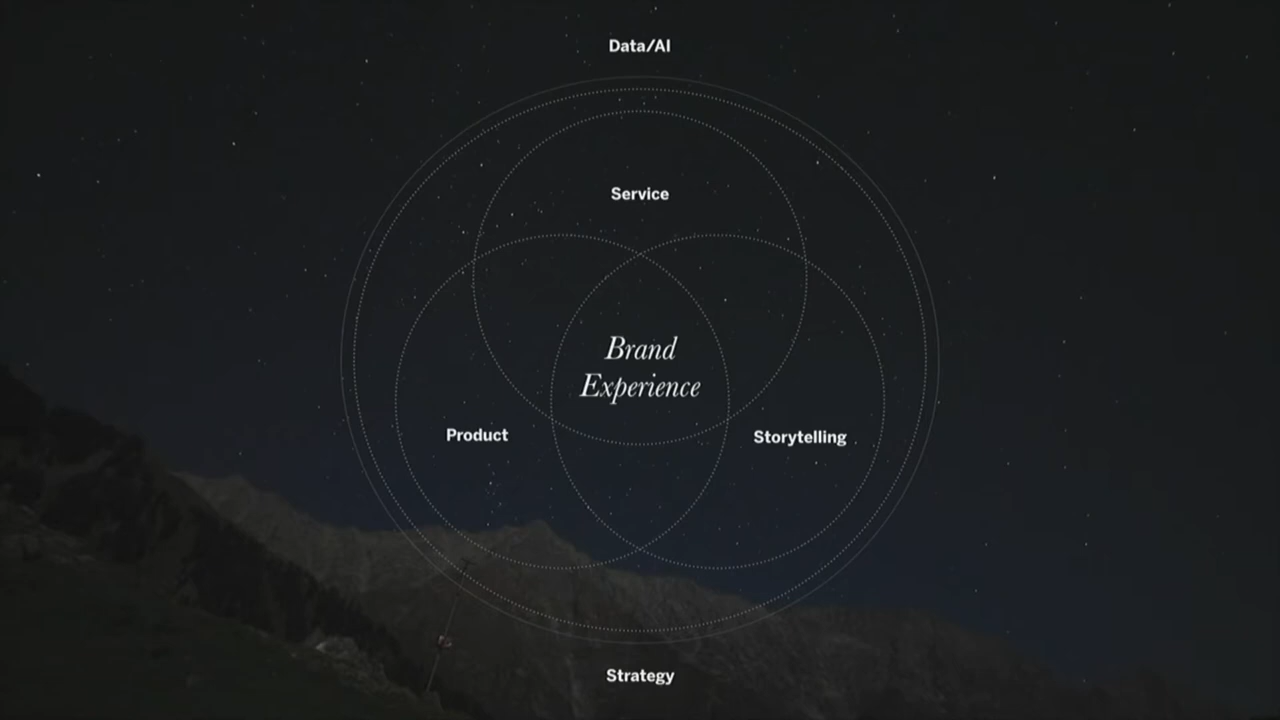 Data/AI
Service
Brand
Experience
Product
Storytelling
Strategy